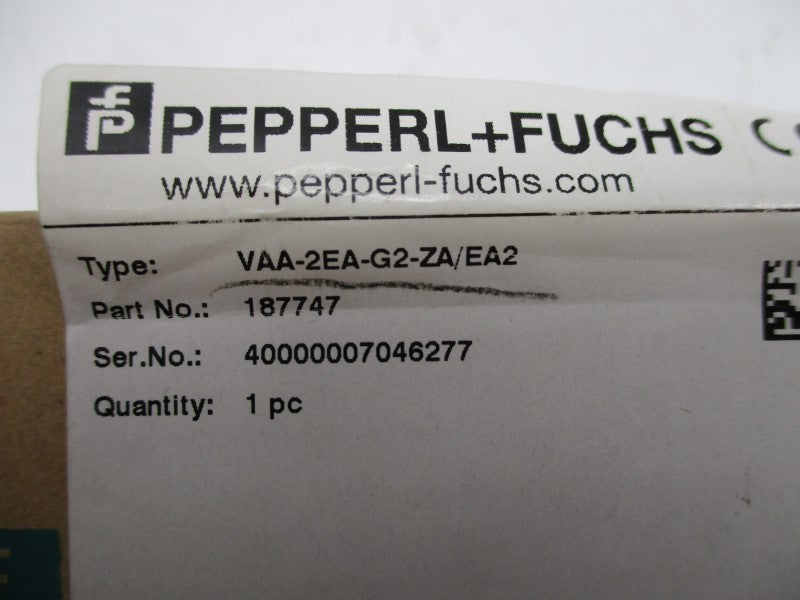 PEPPERL+FUCHS
www.pepperl-fuchs.com
Type: VAA-2EA-G2-ZA/EA2
Part No.: 187747
Ser.No.: 40000007046277
Quantity: 1 pc